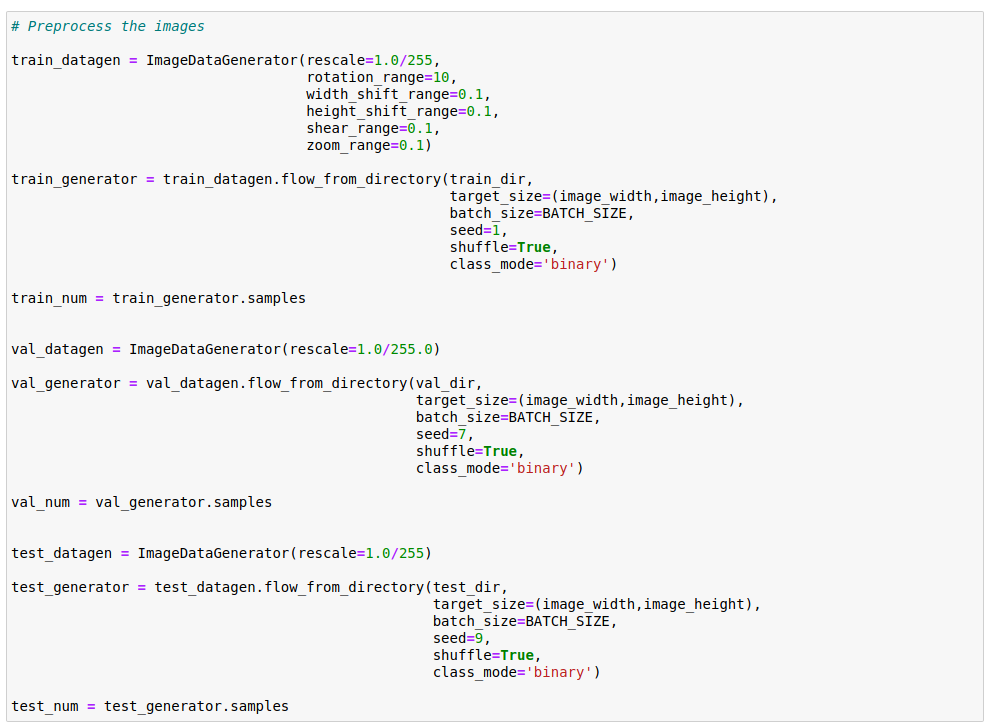 # Preprocess the images
train_datagen = ImageDataGenerator(rescale=1.0/255,
rotation_range=10,
width_shift_range=0.1,
height_shift_range=0.1,
shear_range=0.1,
zoom_range=0.1)
train_generator = train_datagen.flow_from_directory(train_dir,
target_size=(image_width,image_height),
batch_size=BATCH_SIZE,
seed=1,
shuffle=True,
class_mode='binary')
train_num = train_generator.samples
val_datagen = ImageDataGenerator(rescale=1.0/255.0)
val_generator = val_datagen.flow_from_directory(val_dir,
target_size=(image_width,image_height),
batch_size=BATCH_SIZE,
seed=7,
shuffle=True,
class_mode='binary')
val_num = val_generator.samples
test_datagen = ImageDataGenerator(rescale=1.0/255)
test_generator = test_datagen.flow_from_directory(test_dir,
target_size=(image_width,image_height),
batch_size=BATCH_SIZE,
seed=9,
shuffle=True,
class_mode='binary')
test_num = test_generator.samples